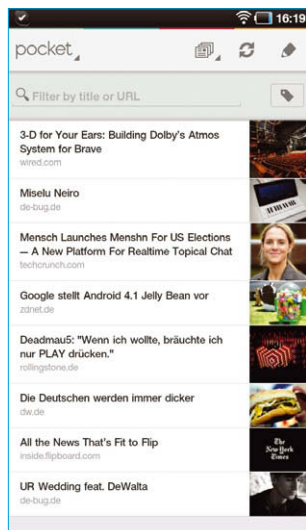 16:19
pocket
Filter by title or URL
3-D for Your Ears: Building Dolby's Atmos
System for Brave
wired.com
Miselu Neiro
de-bug.de
Mensch Launches Menshn For US Elections
— A New Platform For Realtime Topical Chat
techcrunch.com
Google stellt Android 4.1 Jelly Bean vor
zdnet.de
Deadmau5: "Wenn ich wollte, bräuchte ich
nur PLAY drücken."
rollingstone.de
Die Deutschen werden immer dicker
dw.de
All the News That's Fit to Flip
inside.flipboard.com
The
New York
Times
UR Wedding feat. DeWalta
de-bug.de